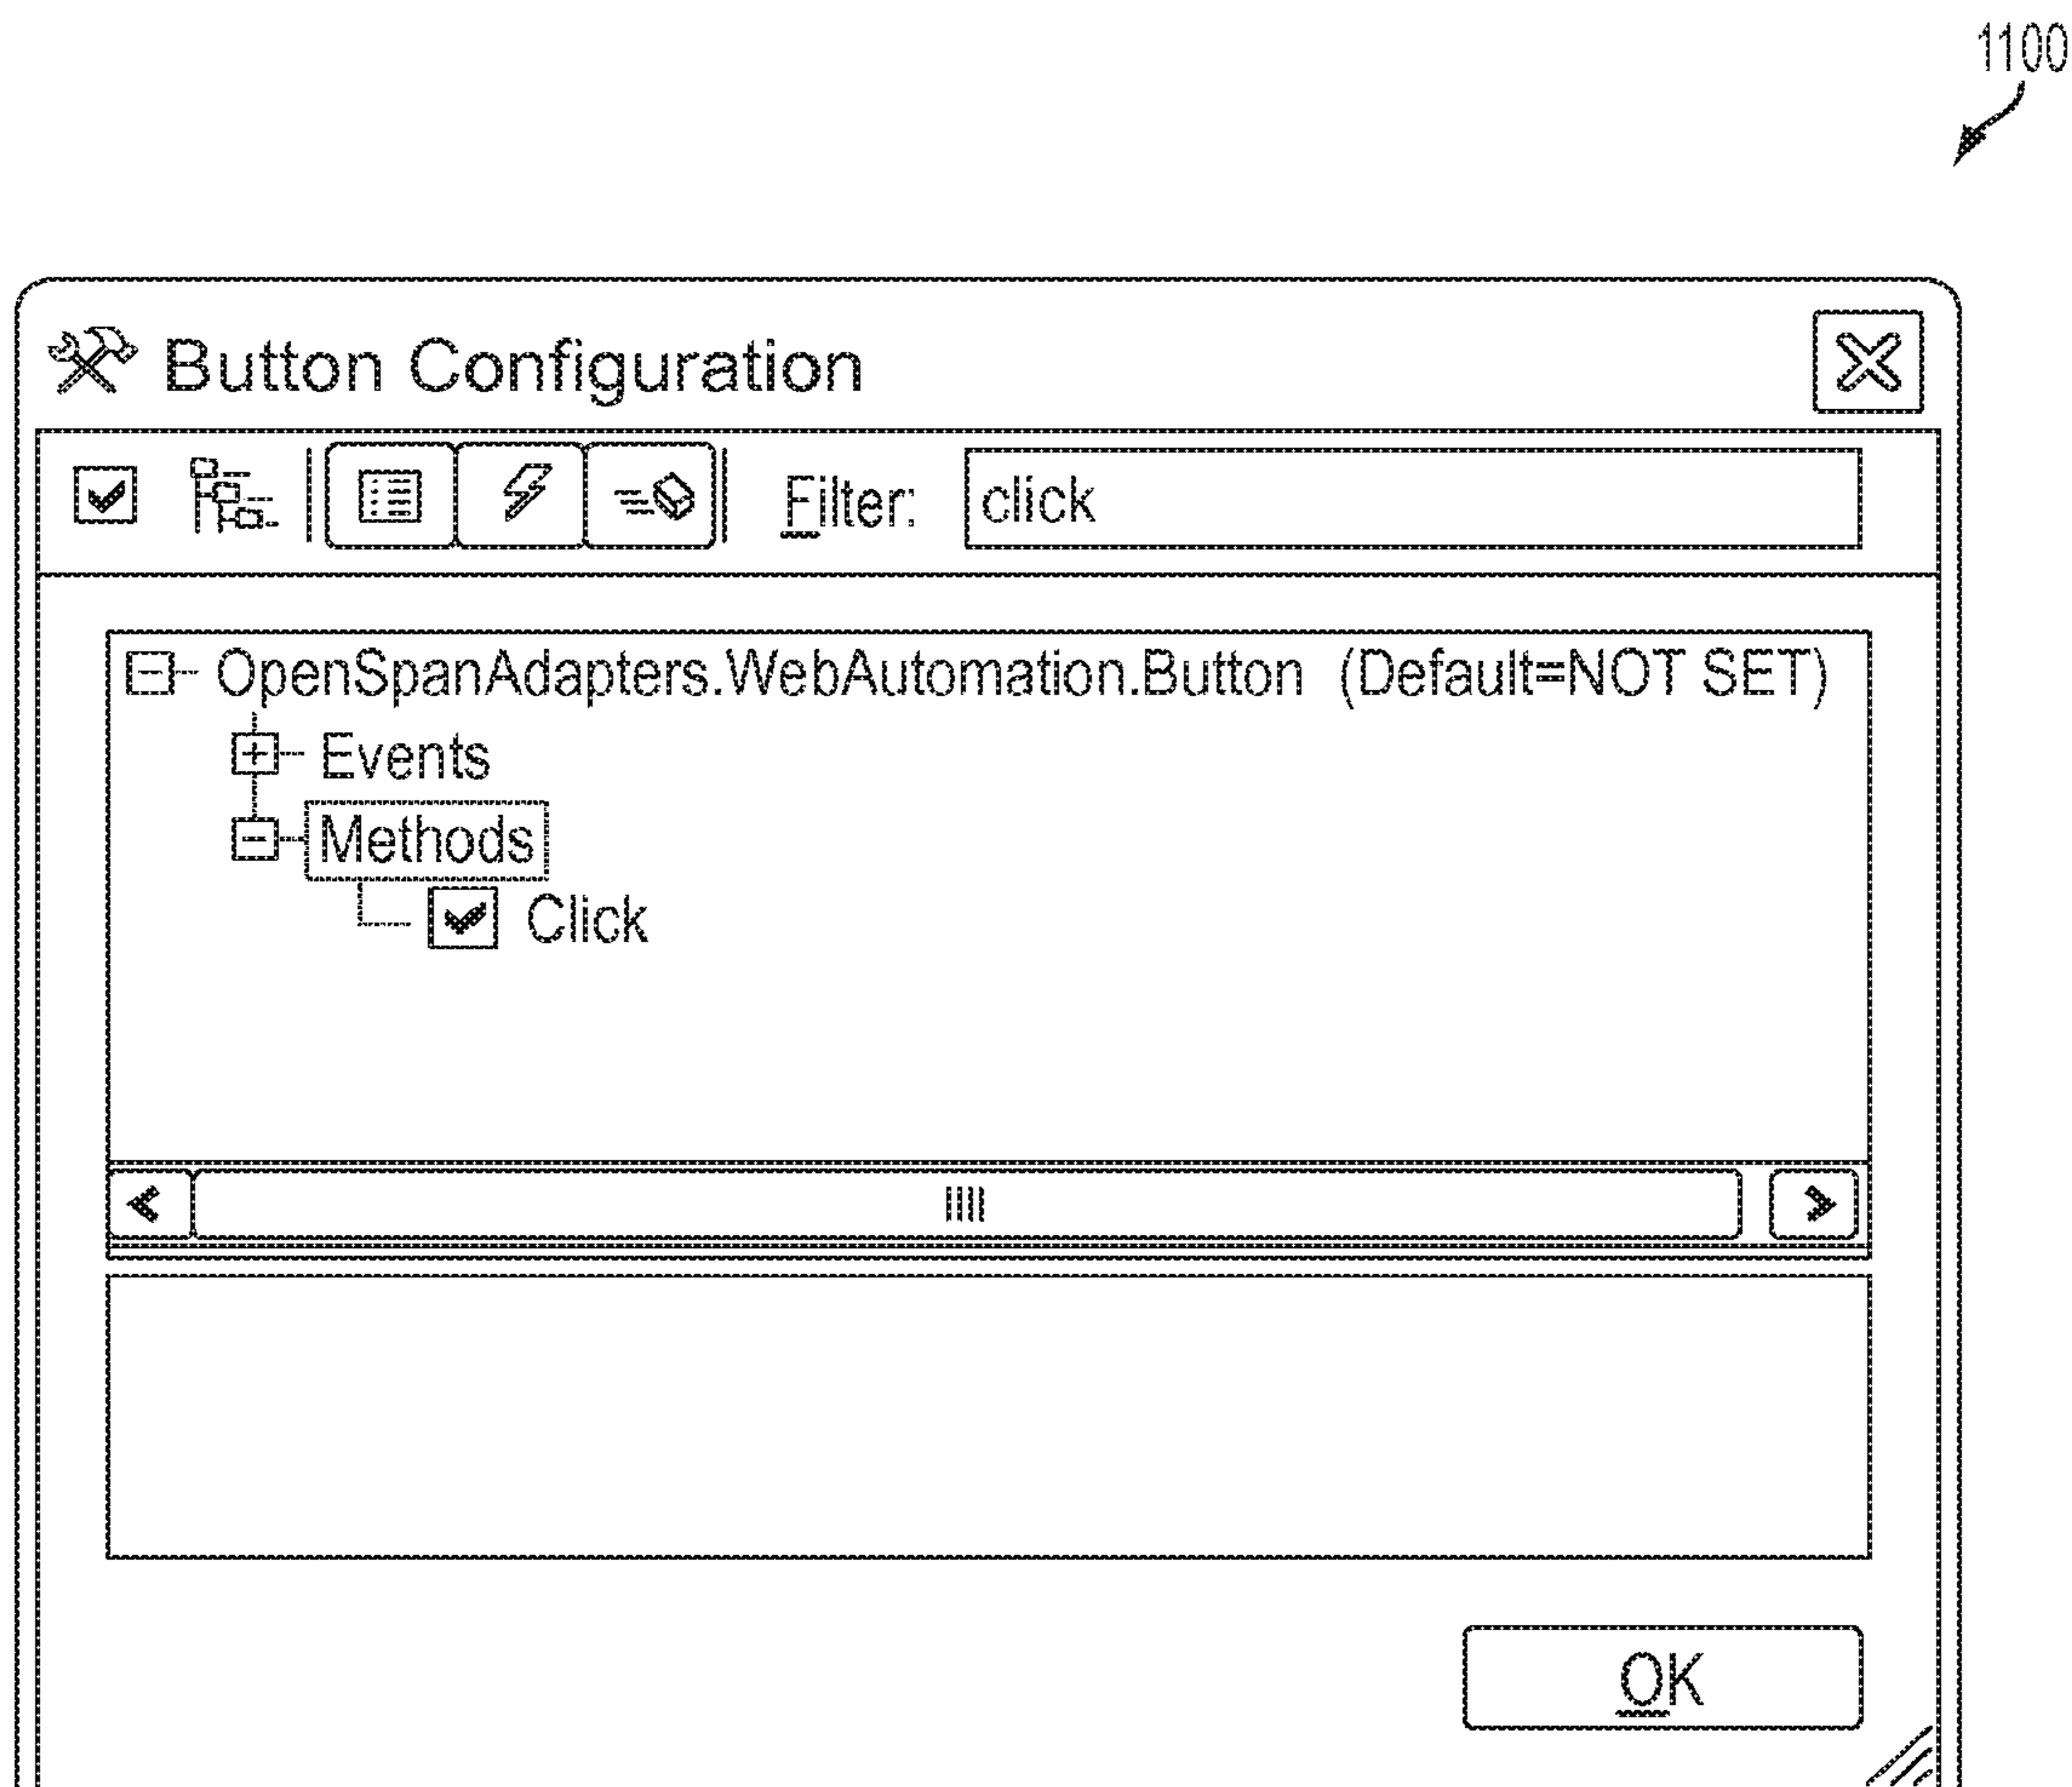 1100
Button Configuration
Filter: click
OpenSpanAdapters.WebAutomation.Button (Default=NOT SET)
Events
Methods
Click
OK